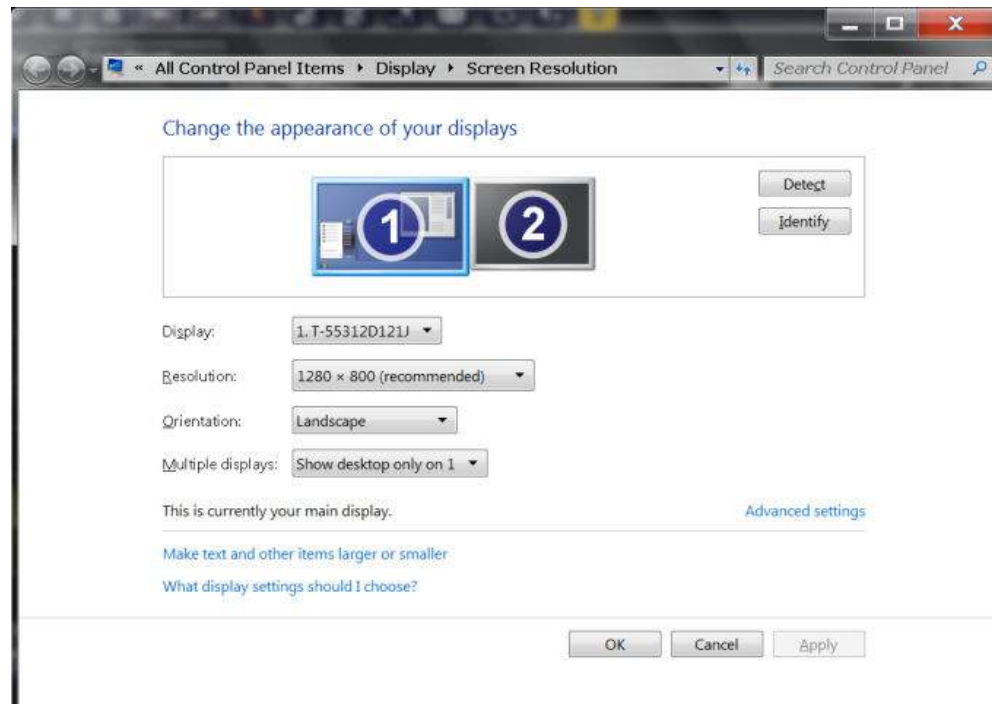 « All Control Panel Items ▸ Display ▸ Screen Resolution Search Control Panel
Change the appearance of your displays
1 2
Detect
Identify
Display: 1. T-55312D121J
Resolution: 1280 × 800 (recommended)
Orientation: Landscape
Multiple displays: Show desktop only on 1
This is currently your main display. Advanced settings
Make text and other items larger or smaller
What display settings should I choose?
OK Cancel Apply